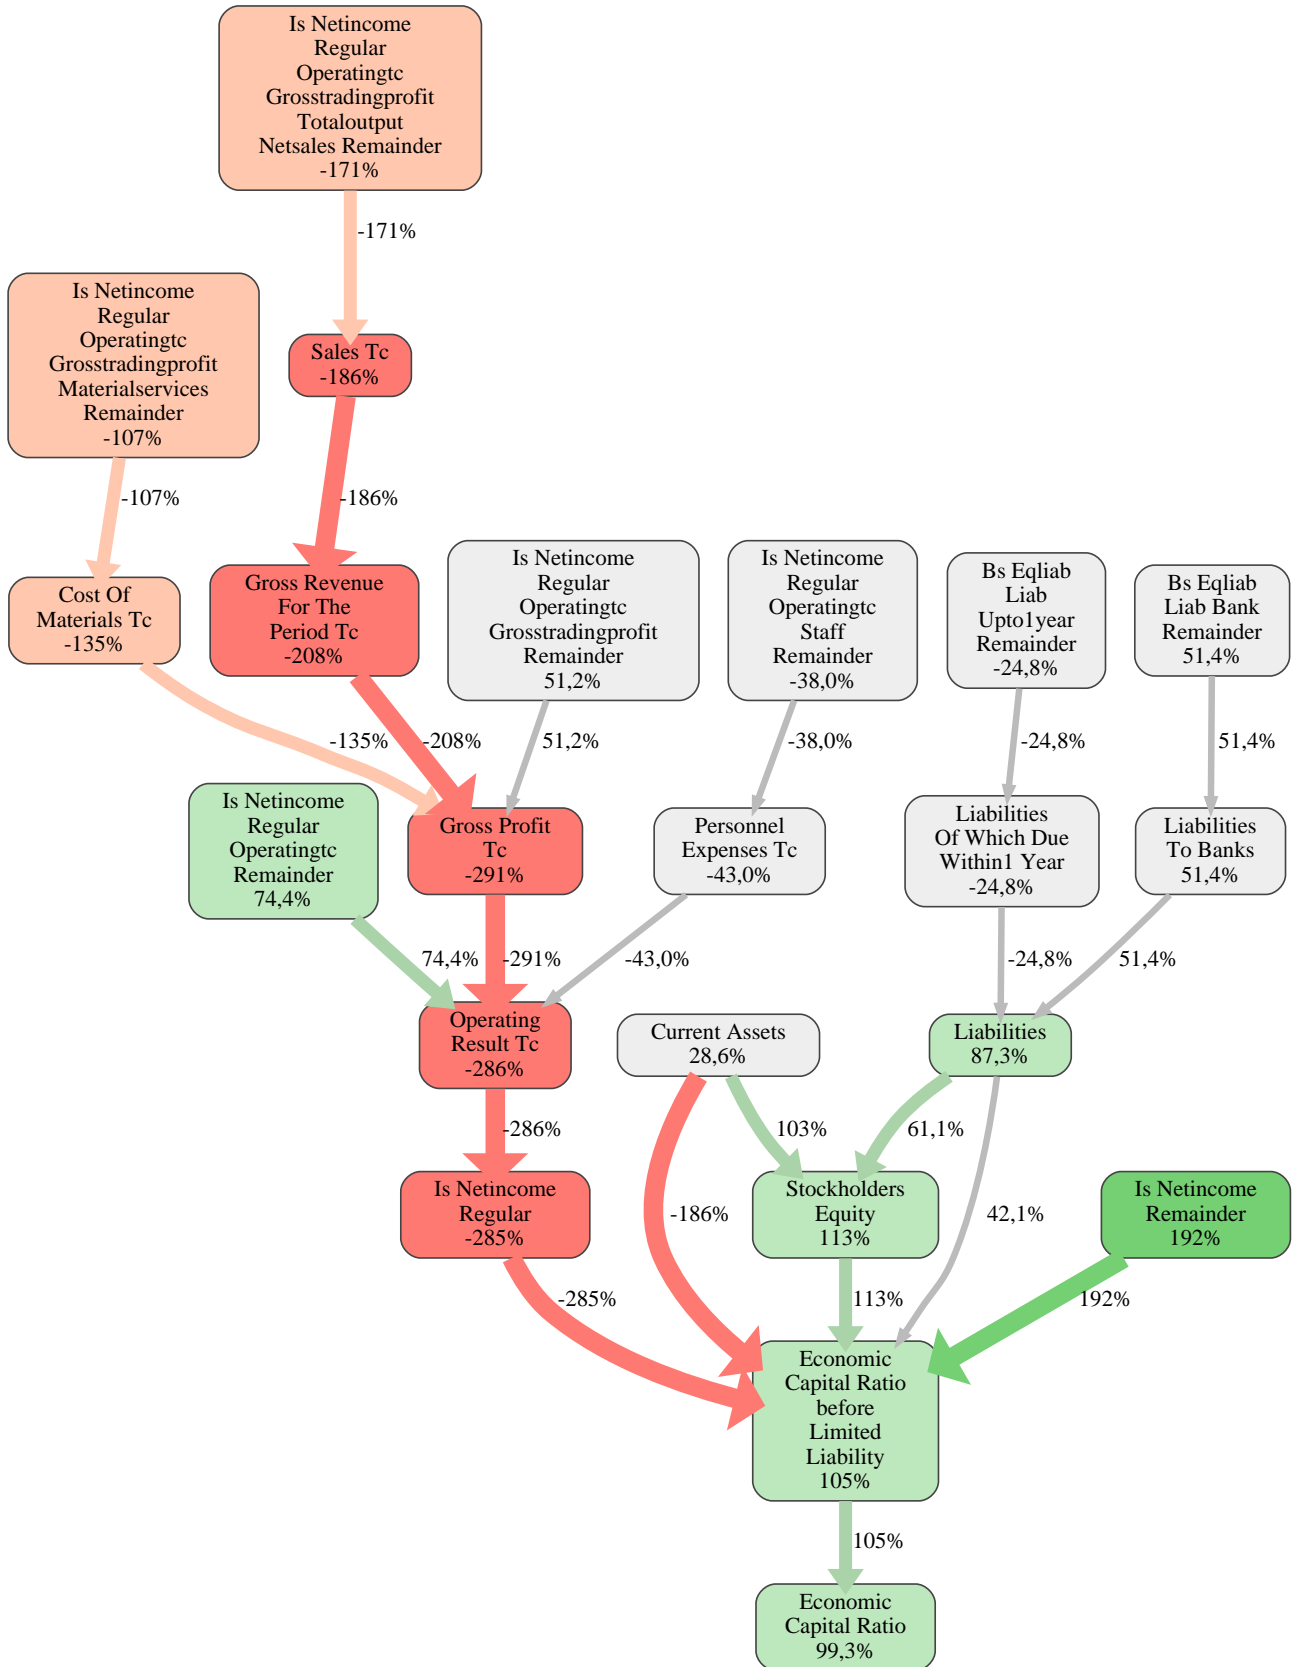 Is Netincome
Regular
Operatingtc
Grosstradingprofit
Totaloutput
Netsales Remainder
-171%
-171%
Is Netincome
Regular
Operatingtc
Grosstradingprofit
Materialservices
Remainder
-107%
Sales Tc
-186%
-107%
-186%
Cost Of
Materials Tc
-135%
Gross Revenue
For The
Period Tc
-208%
Is Netincome
Regular
Operatingtc
Grosstradingprofit
Remainder
51,2%
Is Netincome
Regular
Operatingtc
Staff
Remainder
-38,0%
Bs Eqliab
Liab
Upto1year
Remainder
-24,8%
Bs Eqliab
Liab Bank
Remainder
51,4%
-135%
-208%
51,2%
-38,0%
-24,8%
51,4%
Is Netincome
Regular
Operatingtc
Remainder
74,4%
Gross Profit
Tc
-291%
Personnel
Expenses Tc
-43,0%
Liabilities
Of Which Due
Within1 Year
-24,8%
Liabilities
To Banks
51,4%
74,4%
-291%
-43,0%
-24,8%
51,4%
Operating
Result Tc
-286%
Current Assets
28,6%
Liabilities
87,3%
-286%
103%
61,1%
Is Netincome
Regular
-285%
-186%
Stockholders
Equity
113%
42,1%
Is Netincome
Remainder
192%
-285%
113%
192%
Economic
Capital Ratio
before
Limited
Liability
105%
105%
Economic
Capital Ratio
99,3%